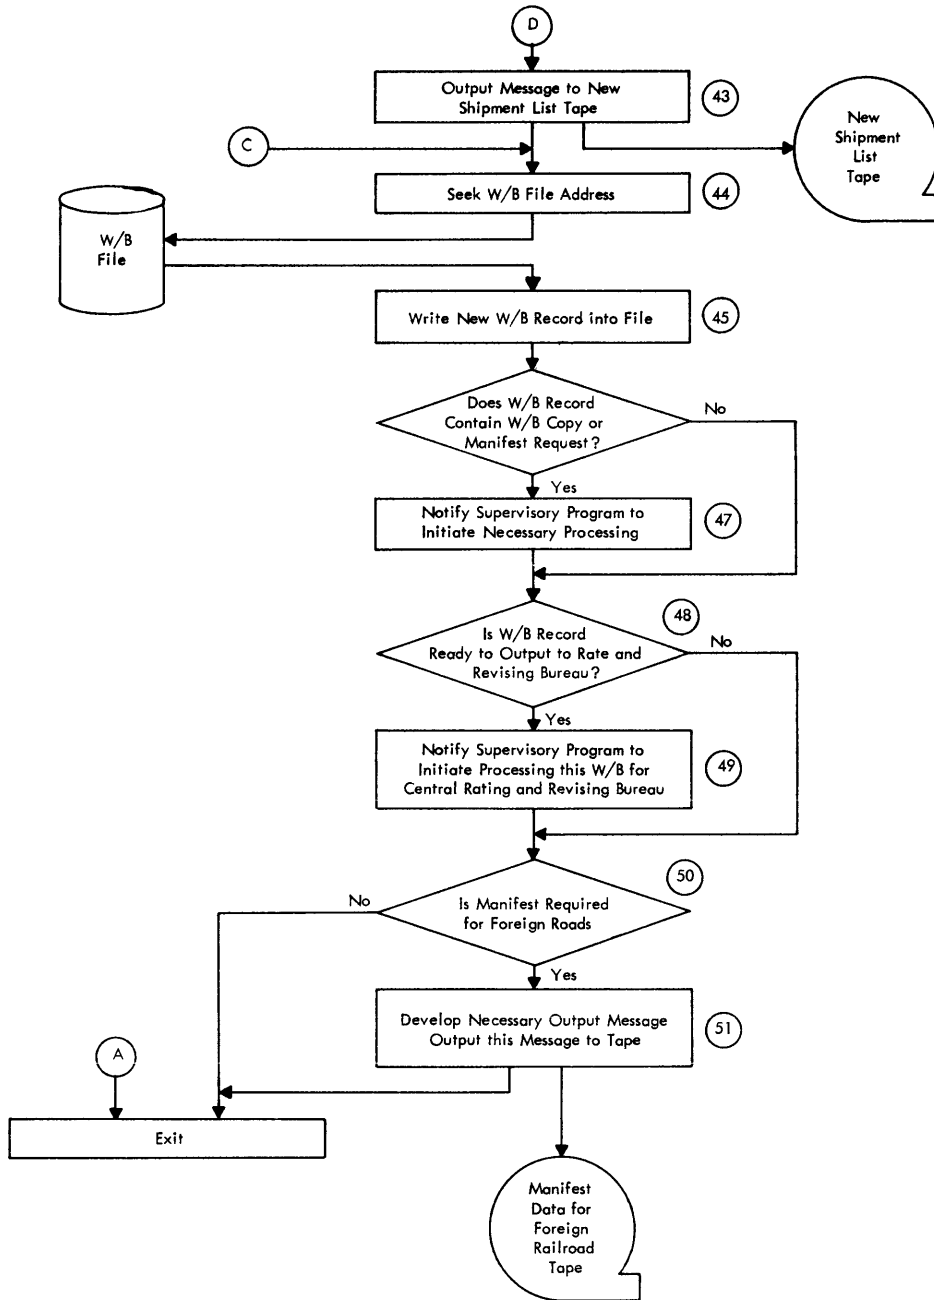 D
Output Message to New
Shipment List Tape
43
New
Shipment
List
Tape
C
Seek W/B File Address
44
W/B
File
Write New W/B Record into File
45
Does W/B Record
Contain W/B Copy or
Manifest Request?
No
Yes
Notify Supervisory Program to
Initiate Necessary Processing
47
48
Is W/B Record
Ready to Output to Rate and
Revising Bureau?
No
Yes
Notify Supervisory Program to
Initiate Processing this W/B for
Central Rating and Revising Bureau
49
50
Is Manifest Required
for Foreign Roads
No
Yes
Develop Necessary Output Message
Output this Message to Tape
51
A
Exit
Manifest
Data for
Foreign
Railroad
Tape